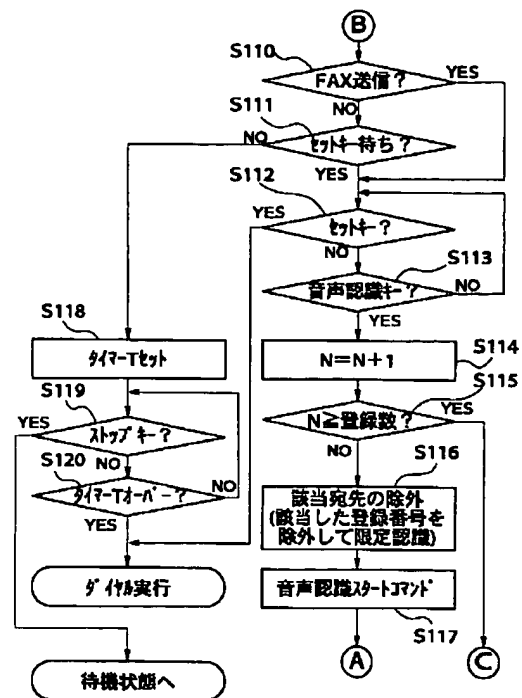 B
S110
FAX送信？
YES
NO
S111
NO
ｾｯﾄｷｰ待ち？
YES
S112
YES
ｾｯﾄｷｰ？
NO
S113
音声認識ｷｰ？
NO
YES
S118
ﾀｲﾏｰTｾｯﾄ
N＝N＋1
S114
S115
S119
YES
ｽﾄｯﾌﾟｷｰ？
NO
N≧登録数？
YES
NO
S120
ﾀｲﾏｰTｵｰﾊﾞｰ？
NO
YES
S116
該当宛先の除外
(該当した登録番号を
除外して限定認識)
ﾀﾞｲﾔﾙ実行
音声認識ｽﾀｰﾄｺﾏﾝﾄﾞ
S117
A
C
待機状態へ